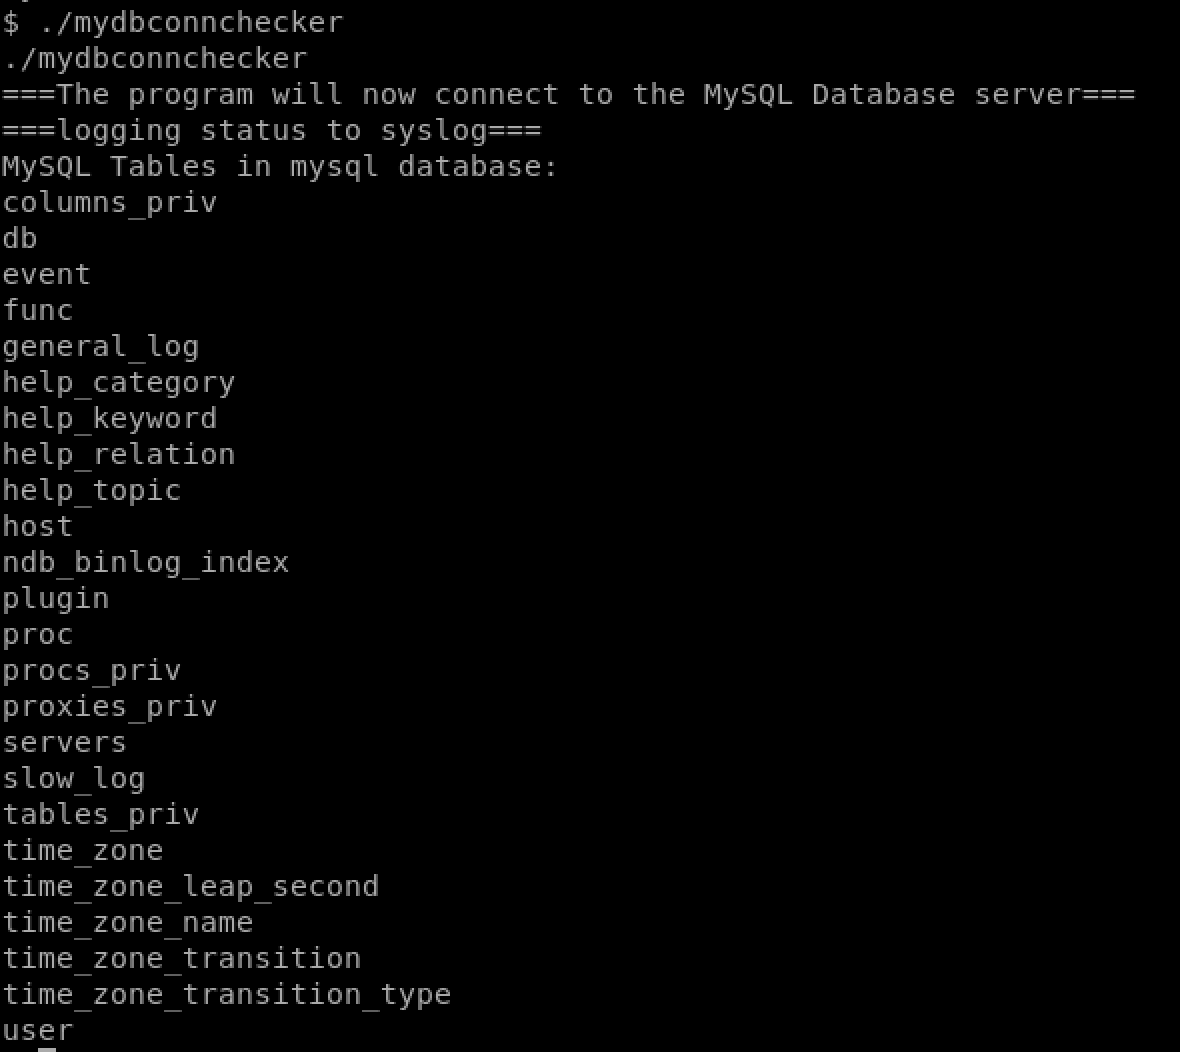 $ ./mydbconnchecker
./mydbconnchecker
===The program will now connect to the MySQL Database server===
===logging status to syslog===
MySQL Tables in mysql database:
columns_priv
db
event
func
general_log
help_category
help_keyword
help_relation
help_topic
host
ndb_binlog_index
plugin
proc
procs_priv
proxies_priv
servers
slow_log
tables_priv
time_zone
time_zone_leap_second
time_zone_name
time_zone_transition
time_zone_transition_type
user